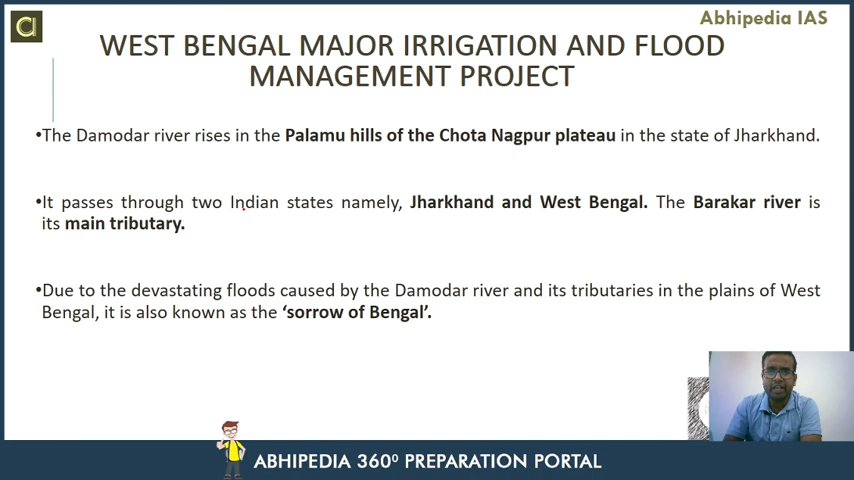 Abhipedia IAS
WEST BENGAL MAJOR IRRIGATION AND FLOOD
MANAGEMENT PROJECT
•The Damodar river rises in the Palamu hills of the Chota Nagpur plateau in the state of Jharkhand.
•It passes through two Indian states namely, Jharkhand and West Bengal. The Barakar river is
its main tributary.
•Due to the devastating floods caused by the Damodar river and its tributaries in the plains of West
Bengal, it is also known as the ‘sorrow of Bengal’.
ABHIPEDIA 360⁰ PREPARATION PORTAL